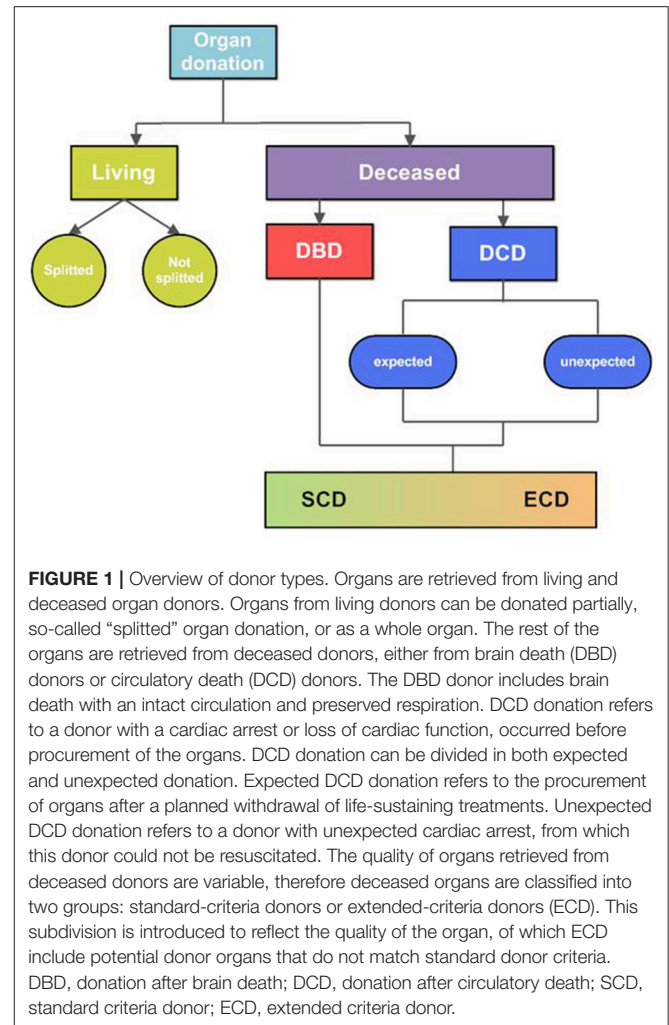 Organ
donation
Living
Deceased
Splitted
Not
splitted
DBD
DCD
expected
unexpected
SCD
ECD
FIGURE 1 | Overview of donor types. Organs are retrieved from living and
deceased organ donors. Organs from living donors can be donated partially,
so-called “splitted” organ donation, or as a whole organ. The rest of the
organs are retrieved from deceased donors, either from brain death (DBD)
donors or circulatory death (DCD) donors. The DBD donor includes brain
death with an intact circulation and preserved respiration. DCD donation refers
to a donor with a cardiac arrest or loss of cardiac function, occurred before
procurement of the organs. DCD donation can be divided in both expected
and unexpected donation. Expected DCD donation refers to the procurement
of organs after a planned withdrawal of life-sustaining treatments. Unexpected
DCD donation refers to a donor with unexpected cardiac arrest, from which
this donor could not be resuscitated. The quality of organs retrieved from
deceased donors are variable, therefore deceased organs are classified into
two groups: standard-criteria donors or extended-criteria donors (ECD). This
subdivision is introduced to reflect the quality of the organ, of which ECD
include potential donor organs that do not match standard donor criteria.
DBD, donation after brain death; DCD, donation after circulatory death; SCD,
standard criteria donor; ECD, extended criteria donor.